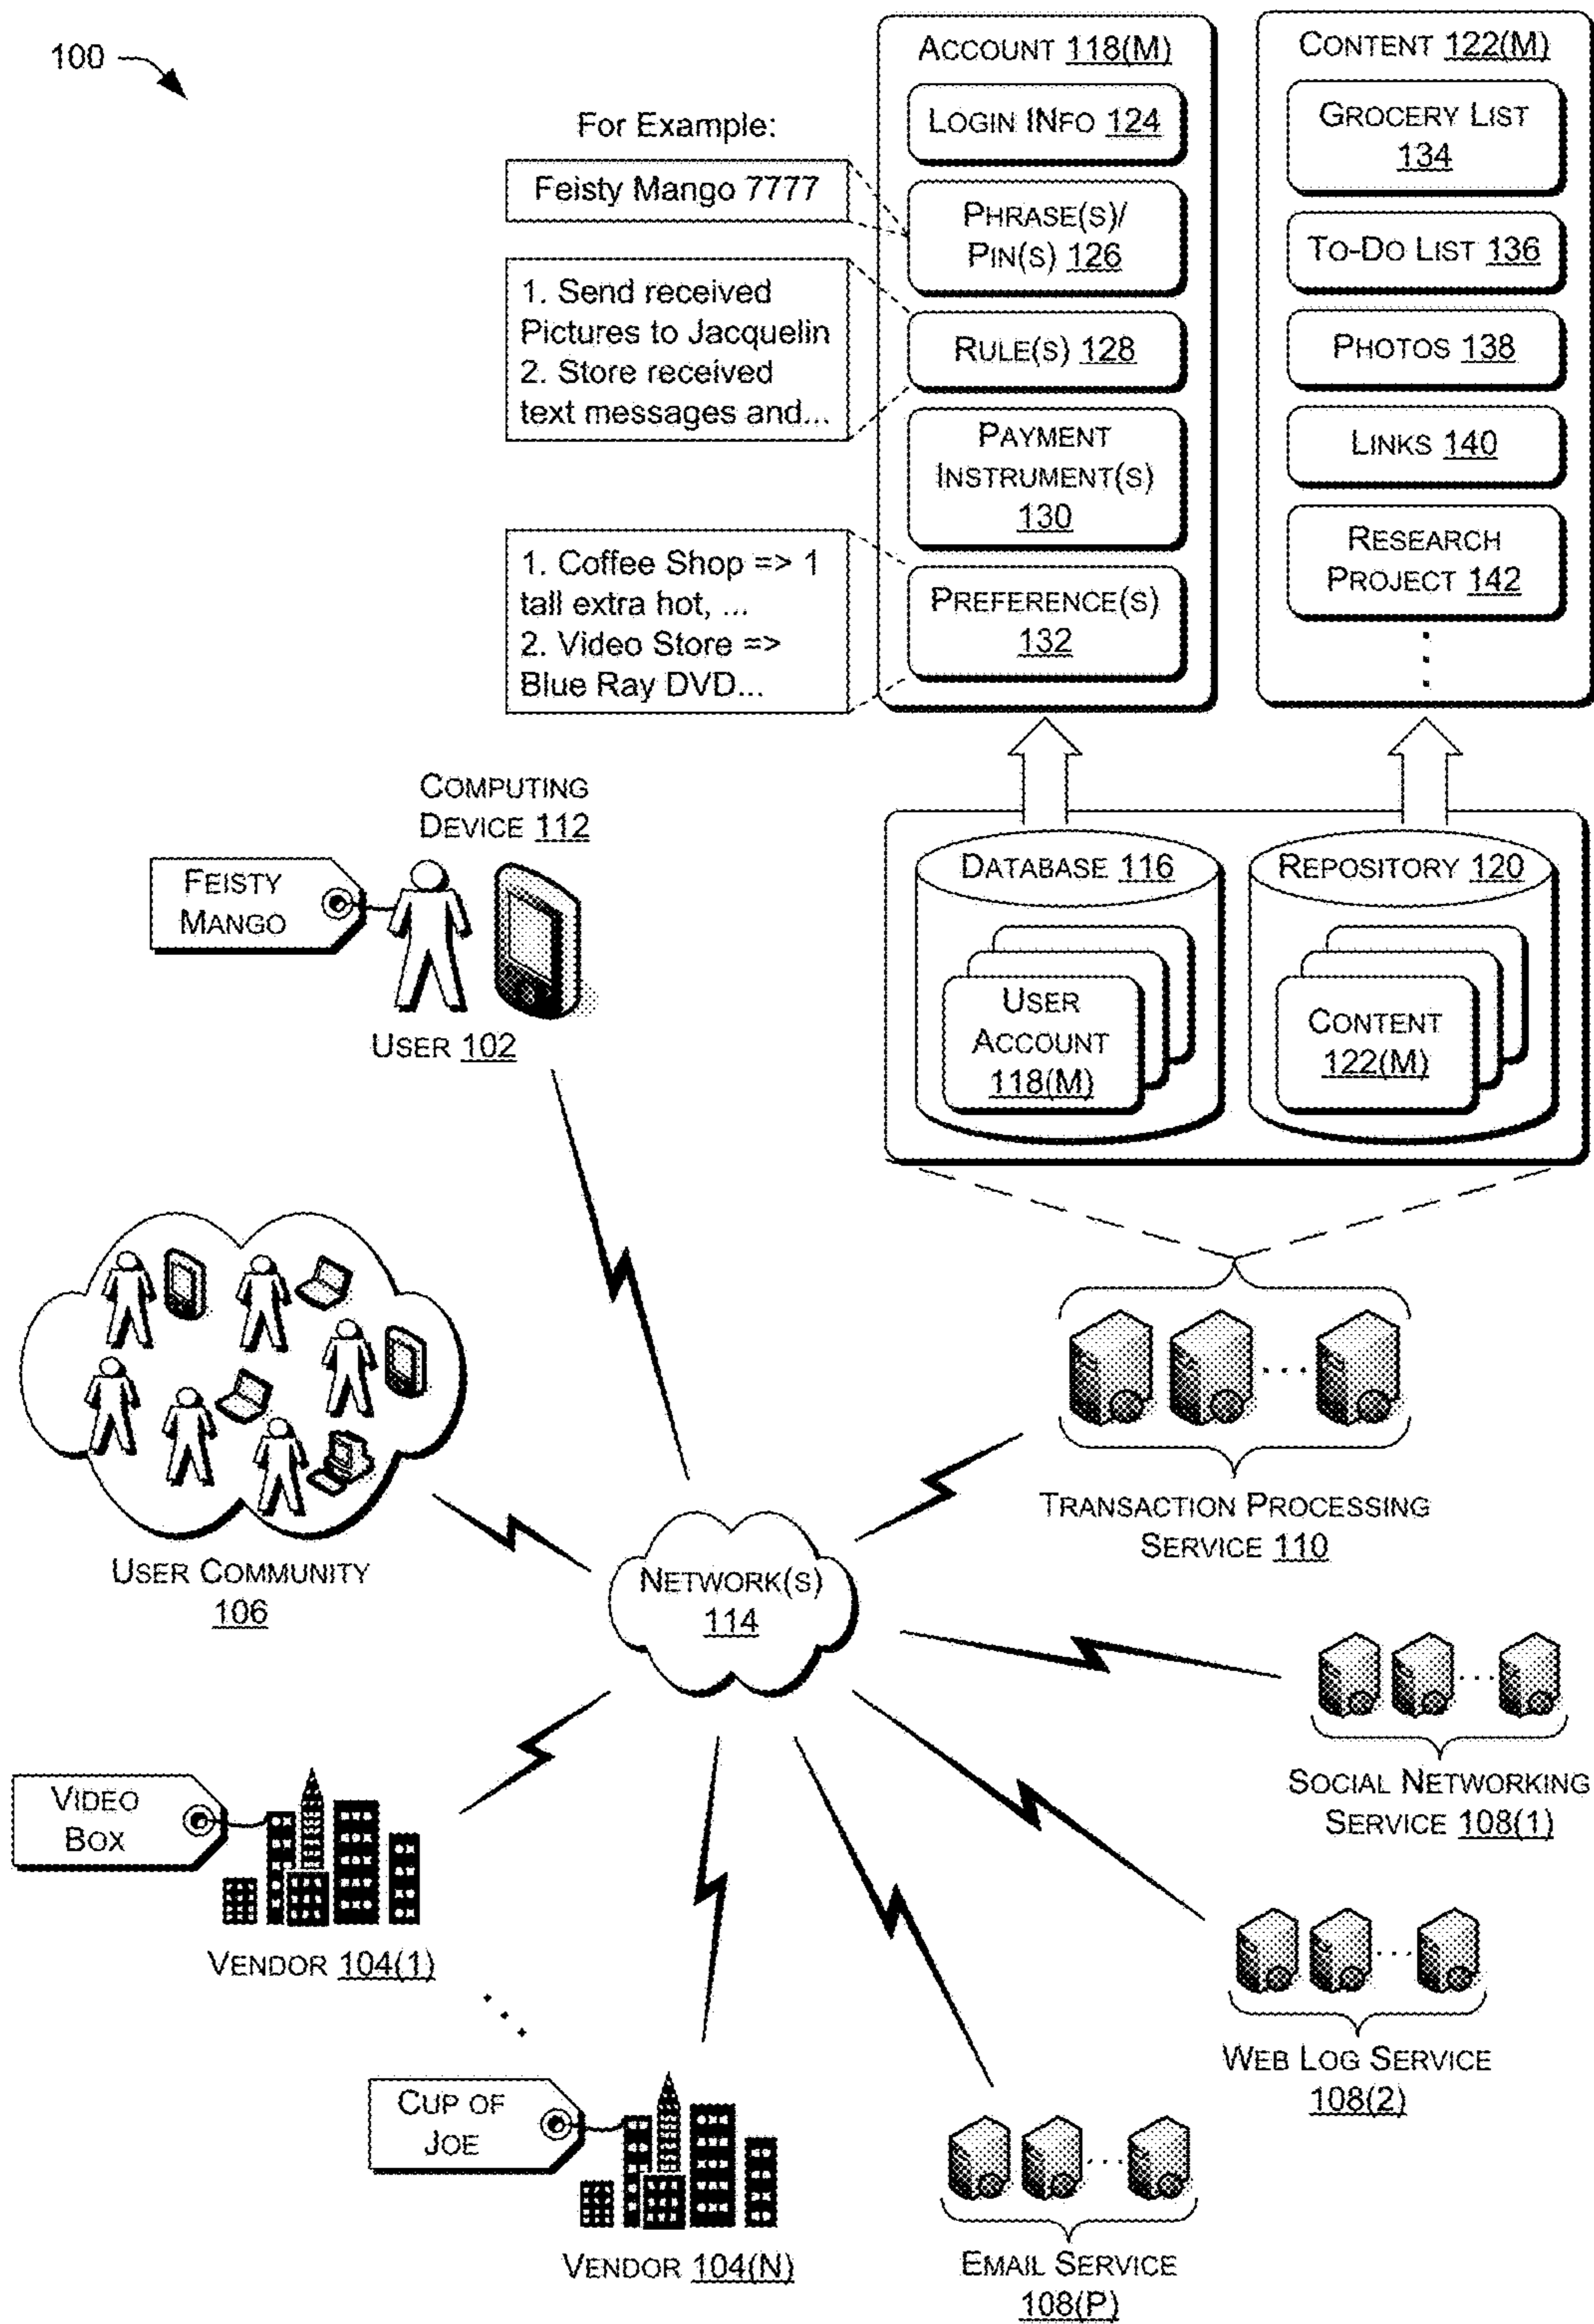 100
For Example:
Feisty Mango 7777
1. Send received
Pictures to Jacquelin
2. Store received
text messages and...
1. Coffee Shop => 1
tall extra hot, ...
2. Video Store =>
Blue Ray DVD...
ACCOUNT 118(M)
LOGIN INFO 124
PHRASE(S)/
PIN(S) 126
RULE(S) 128
PAYMENT
INSTRUMENT(S)
130
PREFERENCE(S)
132
CONTENT 122(M)
GROCERY LIST
134
TO-DO LIST 136
PHOTOS 138
LINKS 140
RESEARCH
PROJECT 142
COMPUTING
DEVICE 112
FEISTY
MANGO
USER 102
DATABASE 116
USER
ACCOUNT
118(M)
REPOSITORY 120
CONTENT
122(M)
TRANSACTION PROCESSING
SERVICE 110
USER COMMUNITY
106
NETWORK(S)
114
SOCIAL NETWORKING
SERVICE 108(1)
VIDEO
BOX
VENDOR 104(1)
WEB LOG SERVICE
108(2)
CUP OF
JOE
VENDOR 104(N)
EMAIL SERVICE
108(P)